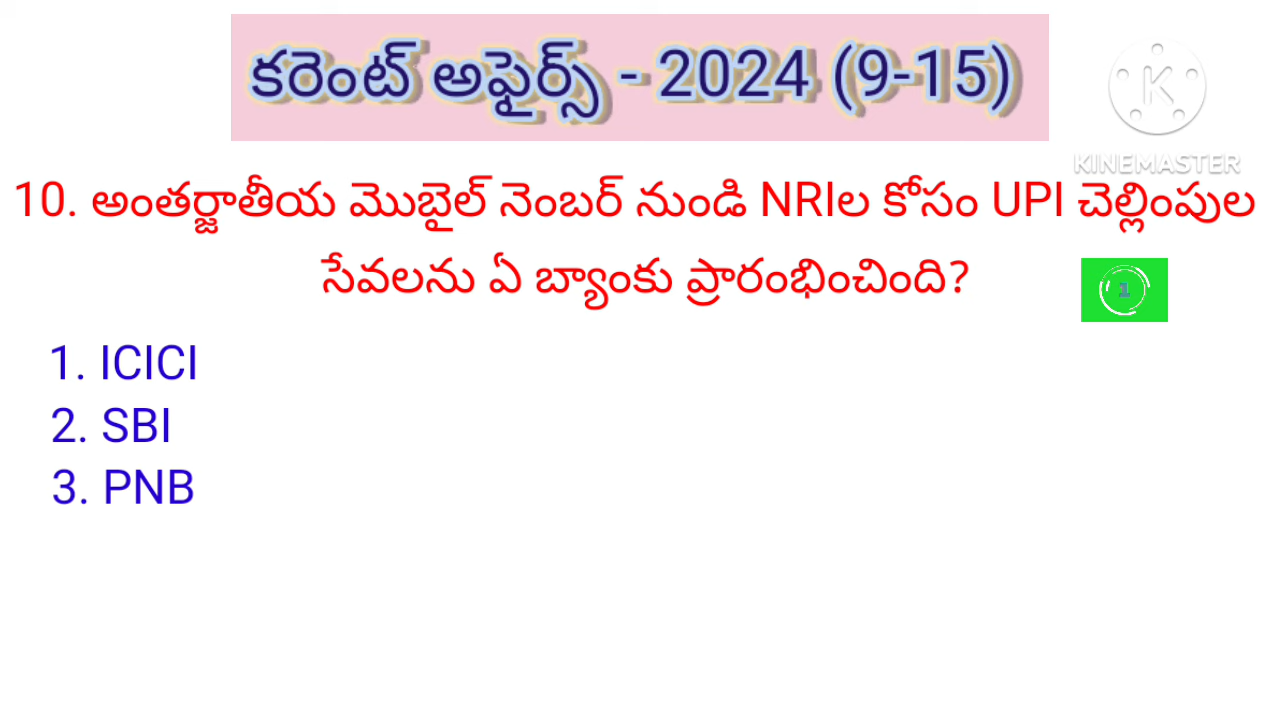 కరెంట్ అఫైర్స్ - 2024 (9-15)
K
KINEMASTER
10. అంతర్జాతీయ మొబైల్ నెంబర్ నుండి NRIల కోసం UPI చెల్లింపుల
సేవలను ఏ బ్యాంకు ప్రారంభించింది?
1
1. ICICI
2. SBI
3. PNB